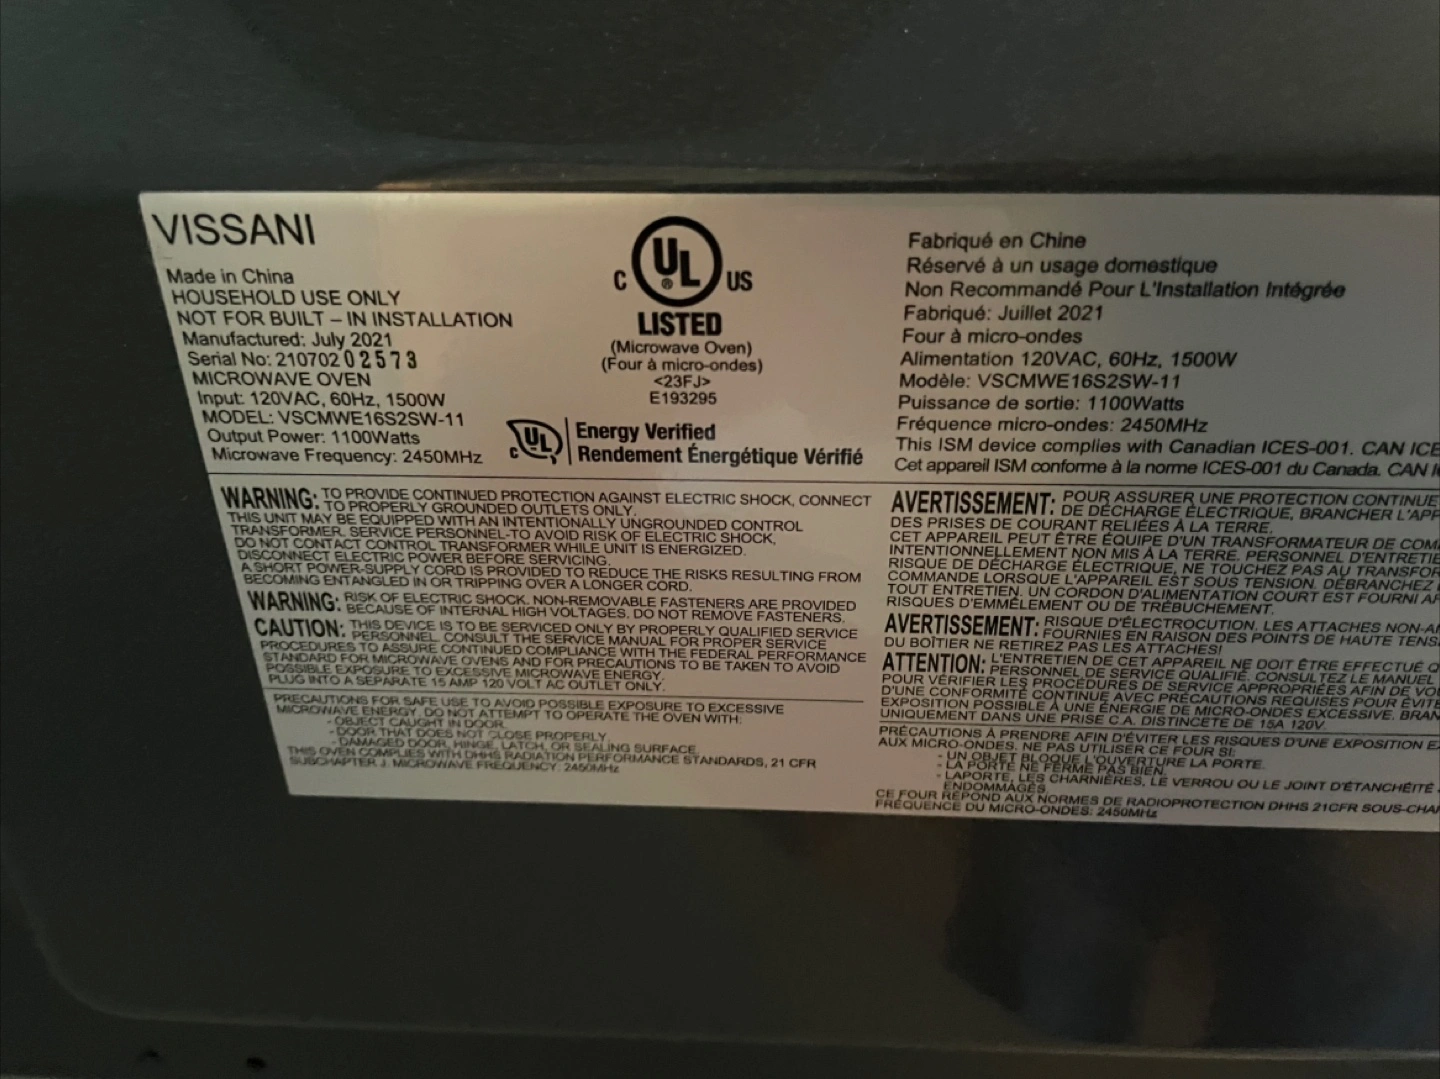 VISSANI
Made in China
HOUSEHOLD USE ONLY
NOT FOR BUILT – IN INSTALLATION
Manufactured: July 2021
Serial No: 21070202573
MICROWAVE OVEN
Input: 120VAC, 60Hz, 1500W
MODEL: VSCMWE16S2SW-11
Output Power: 1100Watts
Microwave Frequency: 2450MHz
C UL ® US
LISTED
(Microwave Oven)
(Four à micro-ondes)
<23FJ>
E193295
C UL
Energy Verified
Rendement Énergétique Vérifié
WARNING: TO PROVIDE CONTINUED PROTECTION AGAINST ELECTRIC SHOCK, CONNECT
TO PROPERLY GROUNDED OUTLETS ONLY.
THIS UNIT MAY BE EQUIPPED WITH AN INTENTIONALLY UNGROUNDED CONTROL
TRANSFORMER. SERVICE PERSONNEL-TO AVOID RISK OF ELECTRIC SHOCK,
DO NOT CONTACT CONTROL TRANSFORMER WHILE UNIT IS ENERGIZED.
DISCONNECT ELECTRIC POWER BEFORE SERVICING.
A SHORT POWER-SUPPLY CORD IS PROVIDED TO REDUCE THE RISKS RESULTING FROM
BECOMING ENTANGLED IN OR TRIPPING OVER A LONGER CORD.
WARNING: RISK OF ELECTRIC SHOCK. NON-REMOVABLE FASTENERS ARE PROVIDED
BECAUSE OF INTERNAL HIGH VOLTAGES. DO NOT REMOVE FASTENERS.
CAUTION: THIS DEVICE IS TO BE SERVICED ONLY BY PROPERLY QUALIFIED SERVICE
PERSONNEL. CONSULT THE SERVICE MANUAL FOR PROPER SERVICE
PROCEDURES TO ASSURE CONTINUED COMPLIANCE WITH THE FEDERAL PERFORMANCE
STANDARD FOR MICROWAVE OVENS AND FOR PRECAUTIONS TO BE TAKEN TO AVOID
POSSIBLE EXPOSURE TO EXCESSIVE MICROWAVE ENERGY.
PLUG INTO A SEPARATE 15 AMP 120 VOLT AC OUTLET ONLY.
PRECAUTIONS FOR SAFE USE TO AVOID POSSIBLE EXPOSURE TO EXCESSIVE
MICROWAVE ENERGY. DO NOT ATTEMPT TO OPERATE THE OVEN WITH:
- OBJECT CAUGHT IN DOOR.
- DOOR THAT DOES NOT CLOSE PROPERLY.
- DAMAGED DOOR, HINGE, LATCH, OR SEALING SURFACE.
THIS OVEN COMPLIES WITH DHHS RADIATION PERFORMANCE STANDARDS, 21 CFR
SUBCHAPTER J. MICROWAVE FREQUENCY: 2450MHz
Fabriqué en Chine
Réservé à un usage domestique
Non Recommandé Pour L'Installation Intégrée
Fabriqué: Juillet 2021
Four à micro-ondes
Alimentation 120VAC, 60Hz, 1500W
Modèle: VSCMWE16S2SW-11
Puissance de sortie: 1100Watts
Fréquence micro-ondes: 2450MHz
This ISM device complies with Canadian ICES-001. CAN ICE
Cet appareil ISM conforme à la norme ICES-001 du Canada. CAN
AVERTISSEMENT: POUR ASSURER UNE PROTECTION CONTINUE
DE DÉCHARGE ÉLECTRIQUE, BRANCHER L'APP
DES PRISES DE COURANT RELIÉES À LA TERRE.
CET APPAREIL PEUT ÊTRE ÉQUIPE D'UN TRANSFORMATEUR DE COM
INTENTIONNELLEMENT NON MIS À LA TERRE. PERSONNEL D'ENTRETIE
RISQUE DE DÉCHARGE ÉLECTRIQUE, NE TOUCHEZ PAS AU TRANSFOR
COMMANDE LORSQUE L'APPAREIL EST SOUS TENSION. DÉBRANCHEZ
TOUT ENTRETIEN. UN CORDON D'ALIMENTATION COURT EST FOURNI AF
RISQUES D'EMMÊLEMENT OU DE TRÉBUCHEMENT.
AVERTISSEMENT: RISQUE D'ÉLECTROCUTION. LES ATTACHES NON-A
FOURNIES EN RAISON DES POINTS DE HAUTE TENS
DU BOÎTIER NE RETIREZ PAS LES ATTACHES!
ATTENTION: L'ENTRETIEN DE CET APPAREIL NE DOIT ÊTRE EFFECTUÉ Q
PERSONNEL DE SERVICE QUALIFIÉ. CONSULTEZ LE MANUEL
POUR VÉRIFIER LES PROCÉDURES DE SERVICE APPROPRIÉES AFIN DE VO
D'UNE CONFORMITÉ CONTINUE AVEC PRÉCAUTIONS REQUISES POUR ÉVITE
EXPOSITION POSSIBLE À UNE ÉNERGIE DE MICRO-ONDES EXCESSIVE. BRAN
UNIQUEMENT DANS UNE PRISE C.A. DISTINCETE DE 15A 120V.
PRÉCAUTIONS À PRENDRE AFIN D'ÉVITER LES RISQUES D'UNE EXPOSITION E
AUX MICRO-ONDES. NE PAS UTILISER CE FOUR SI:
- UN OBJET BLOQUE L'OUVERTURE LA PORTE.
- LA PORTE NE FERME PAS BIEN.
- LAPORTE, LES CHARNIÈRES, LE VERROU OU LE JOINT D'ÉTANCHÉITÉ
ENDOMMAGÉS.
CE FOUR RÉPOND AUX NORMES DE RADIOPROTECTION DHHS 21CFR SOUS-CHA
FRÉQUENCE DU MICRO-ONDES: 2450MHz